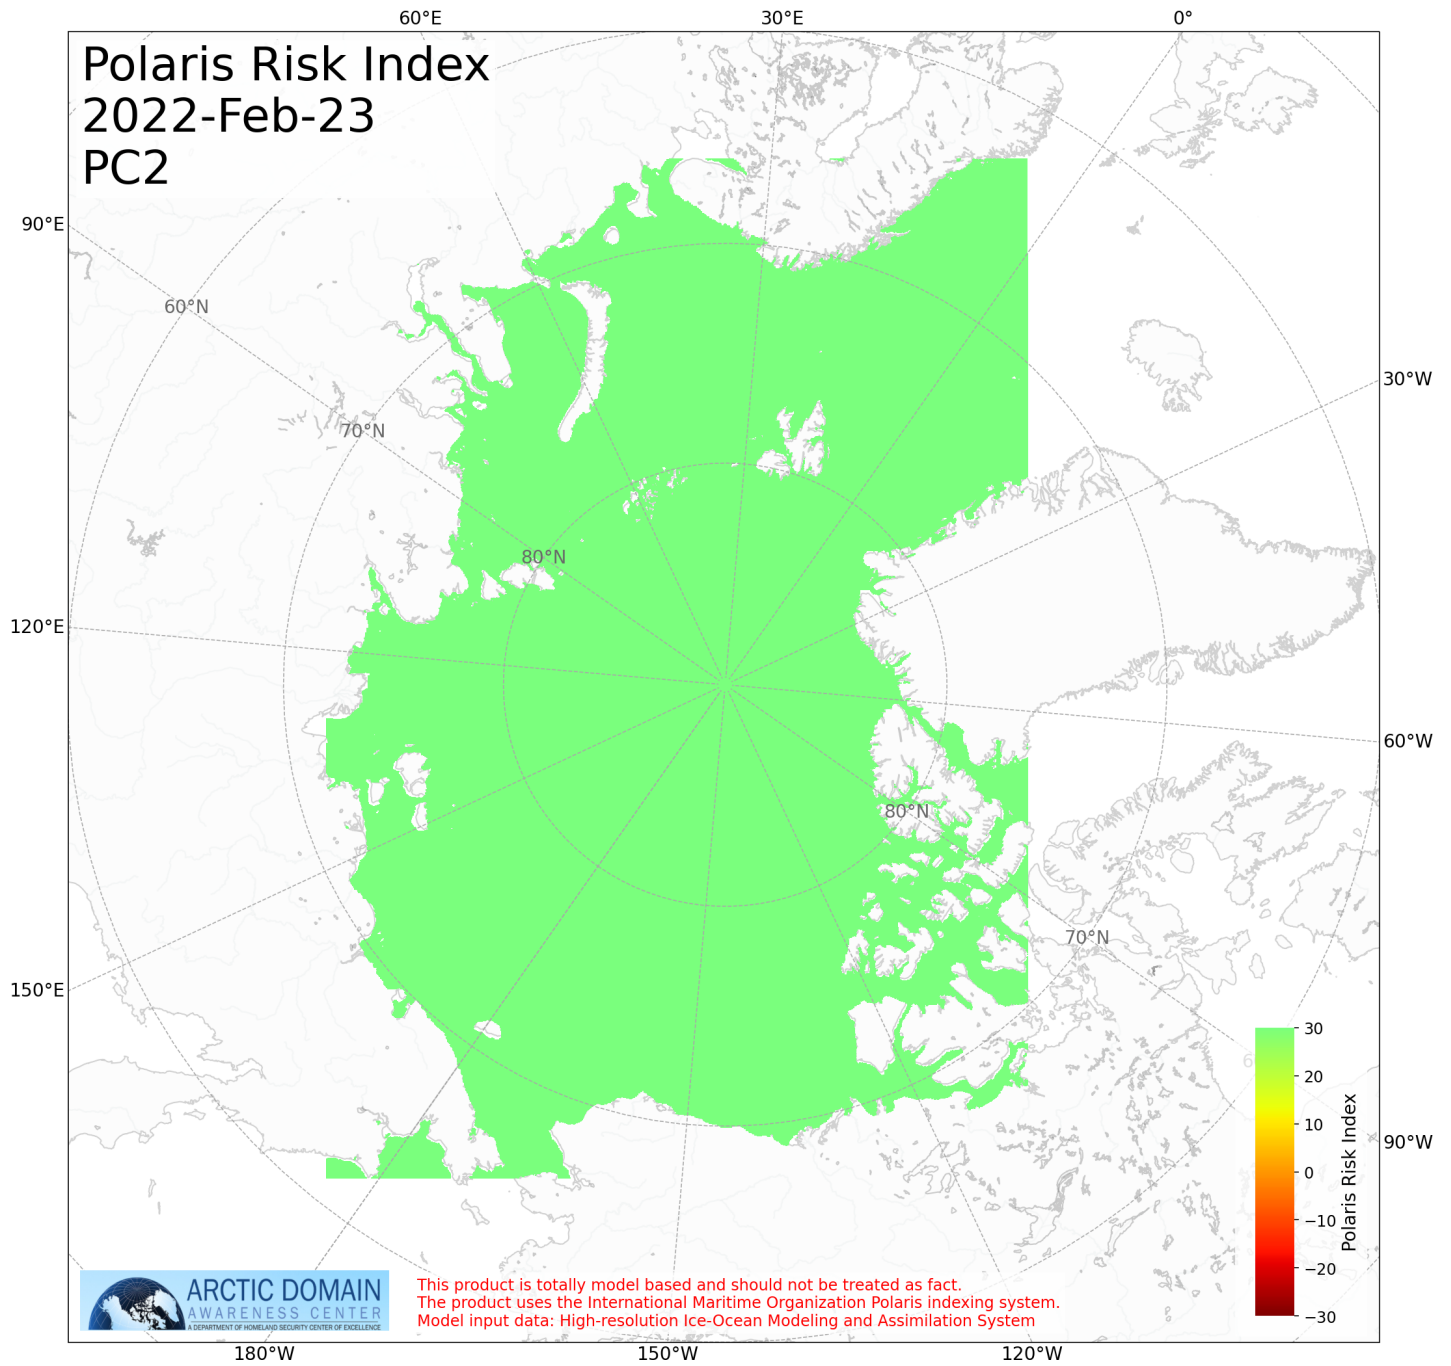 60°E 30°E 0°
Polaris Risk Index
2022-Feb-23
PC2
90°E
60°N
30°W
70°N
80°N
120°E
60°W
80°N
70°N
150°E
30
20
10
0
−10
−20
−30
Polaris Risk Index
90°W
ARCTIC DOMAIN
AWARENESS CENTER
A DEPARTMENT OF HOMELAND SECURITY CENTER OF EXCELLENCE
This product is totally model based and should not be treated as fact.
The product uses the International Maritime Organization Polaris indexing system.
Model input data: High-resolution Ice-Ocean Modeling and Assimilation System
180°W 150°W 120°W